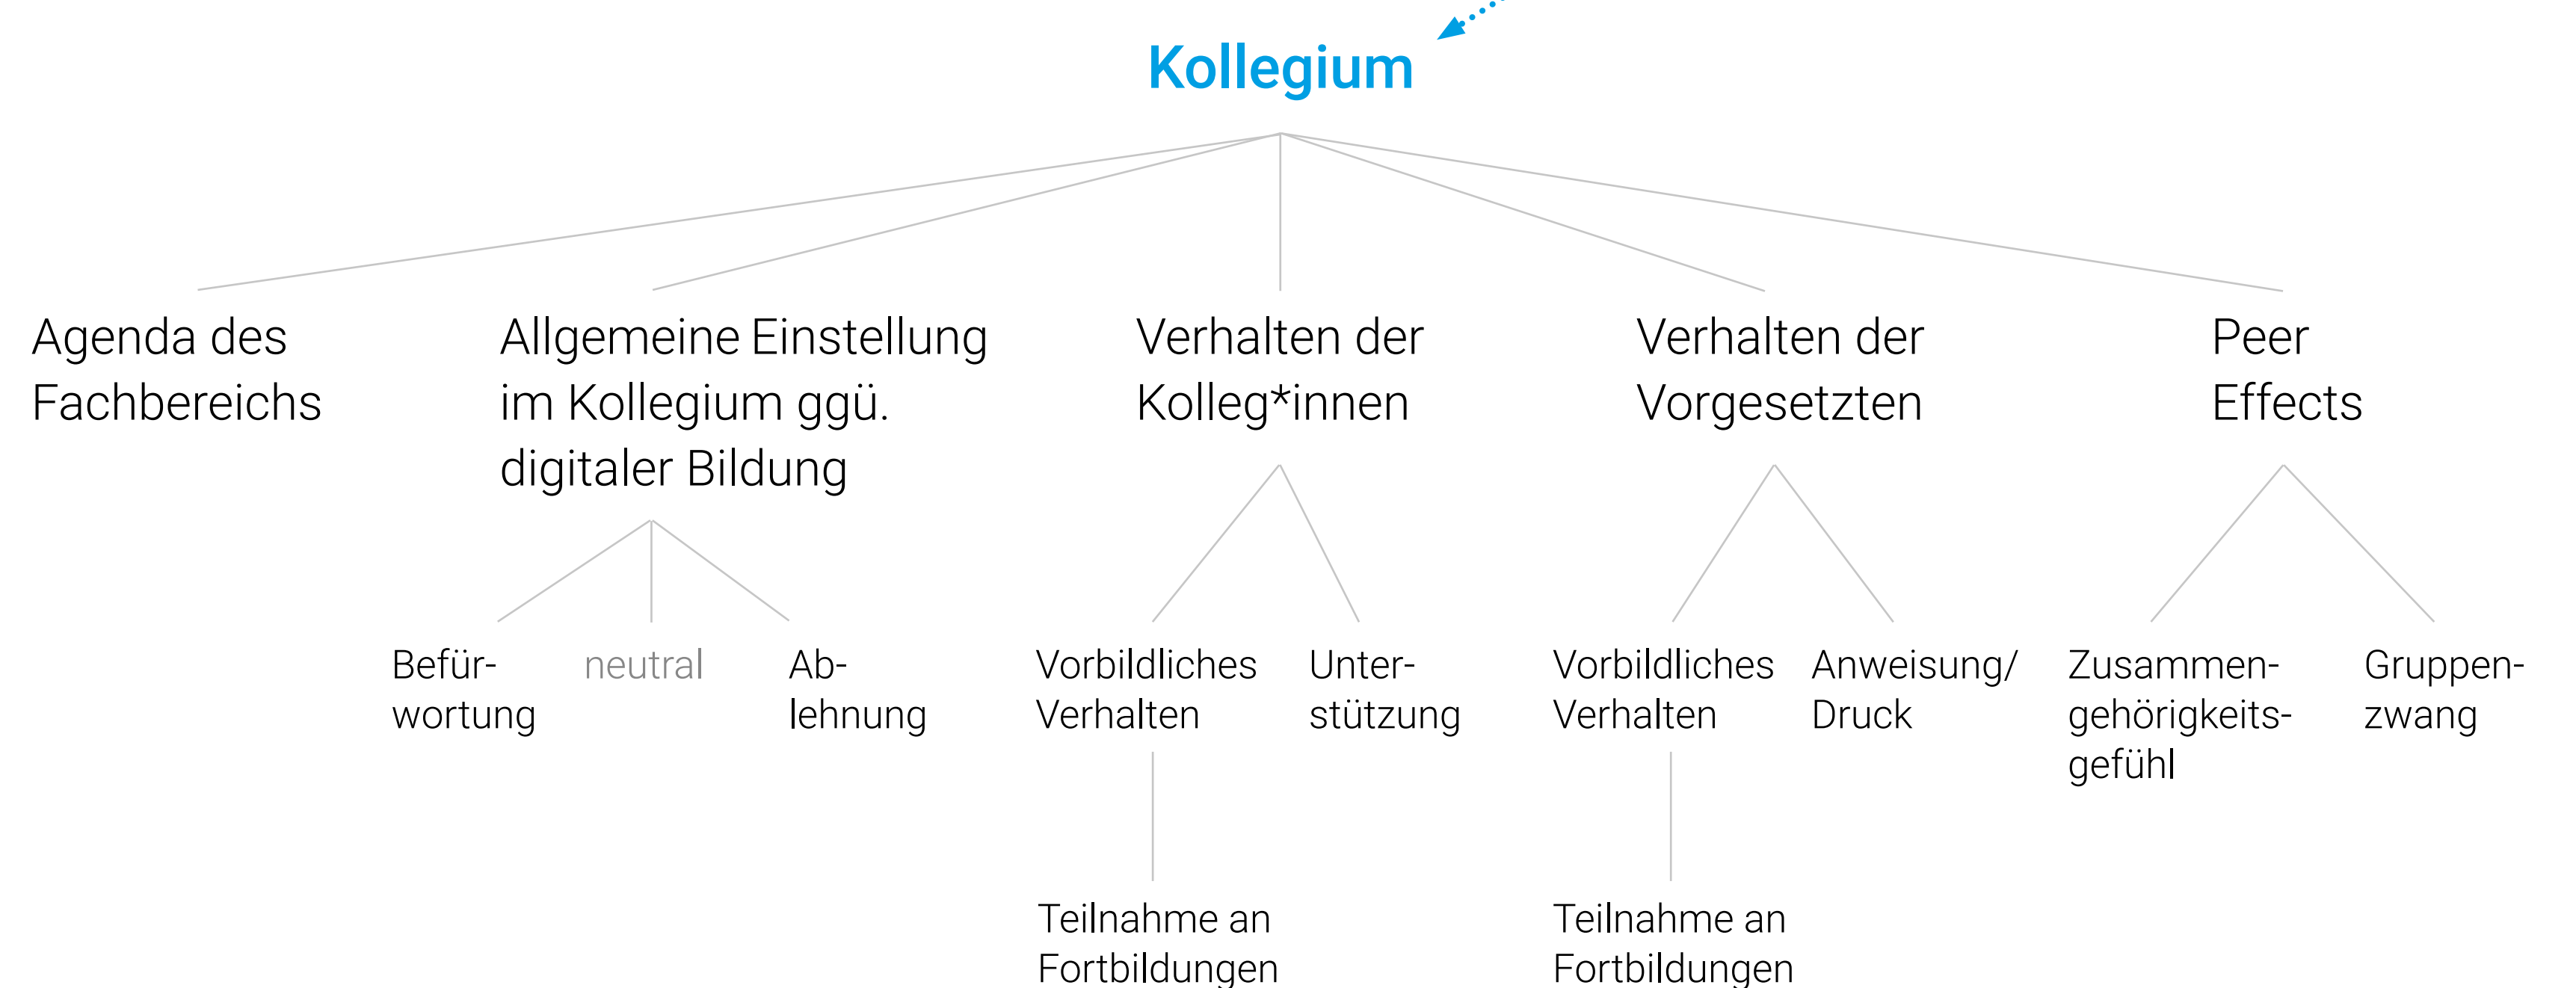 Kollegium
Agenda des
Fachbereichs
Allgemeine Einstellung
im Kollegium ggü.
digitaler Bildung
Verhalten der
Kolleg*innen
Verhalten der
Vorgesetzten
Peer
Effects
Befür-
wortung
neutral
Ab-
lehnung
Vorbildliches
Verhalten
Unter-
stützung
Vorbildliches
Verhalten
Anweisung/
Druck
Zusammen-
gehörigkeits-
gefühl
Gruppen-
zwang
Teilnahme an
Fortbildungen
Teilnahme an
Fortbildungen